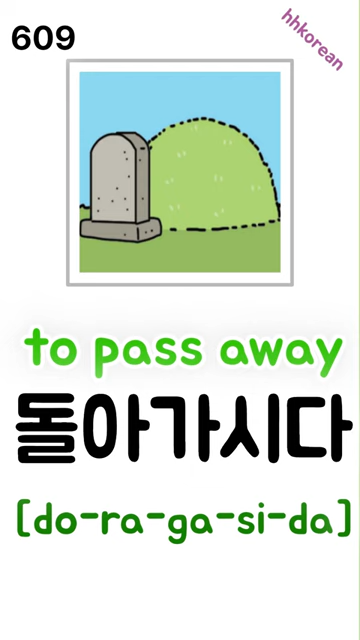 609
hhkorean
to pass away
돌아가시다
[do-ra-ga-si-da]